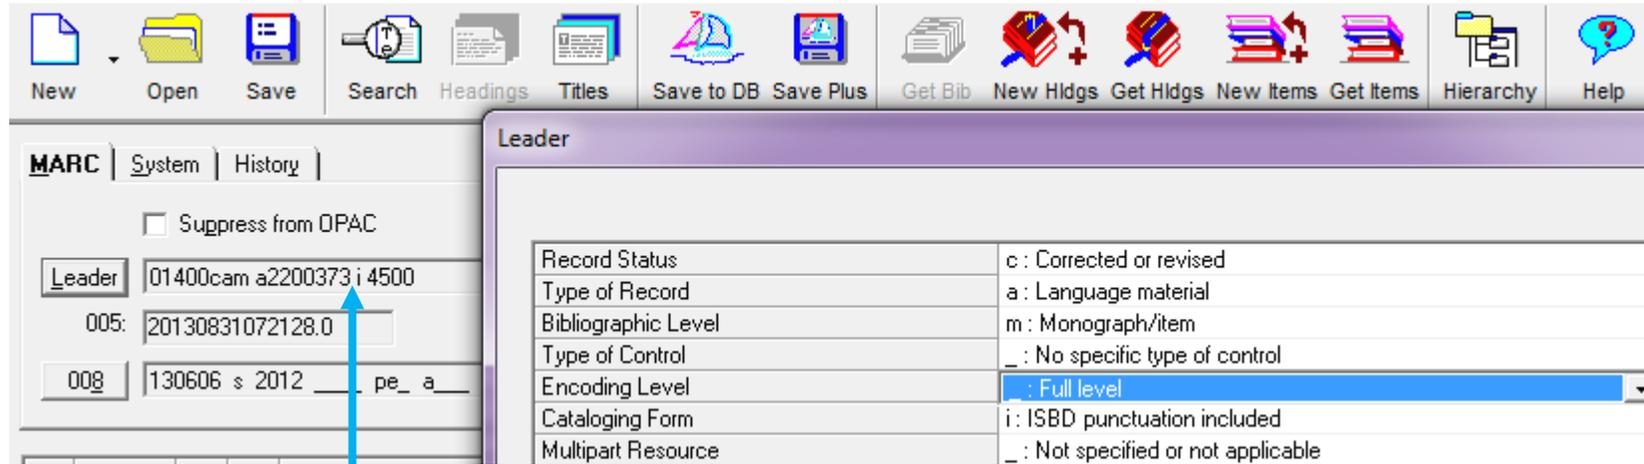 New Open Save Search Headings Titles Save to DB Save Plus Get Bib New Hldgs Get Hldgs New Items Get Items Hierarchy Help
Leader
MARC System History
Suppress from OPAC
Leader 01400cam a2200373 i 4500
005: 20130831072128.0
008 130606 s 2012 ____ pe_ a___
Record Status c : Corrected or revised
Type of Record a : Language material
Bibliographic Level m : Monograph/item
Type of Control _ : No specific type of control
Encoding Level _ : Full level
Cataloging Form i : ISBD punctuation included
Multipart Resource _ : Not specified or not applicable